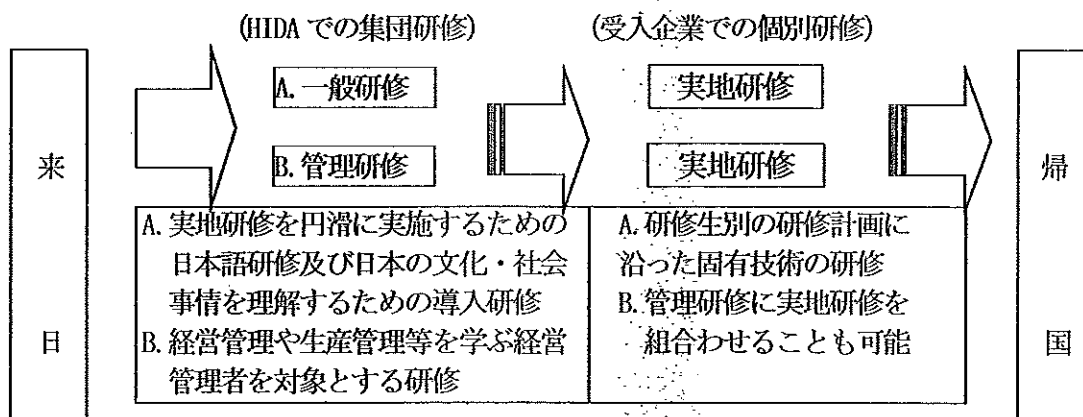 (HIDA での集団研修)
(受入企業での個別研修)
来日
A. 一般研修
B. 管理研修
実地研修
実地研修
帰国
A. 実地研修を円滑に実施するための
日本語研修及び日本の文化・社会
事情を理解するための導入研修
B. 経営管理や生産管理等を学ぶ経営
管理者を対象とする研修
A. 研修生別の研修計画に
沿った固有技術の研修
B. 管理研修に実地研修を
組合わせることも可能